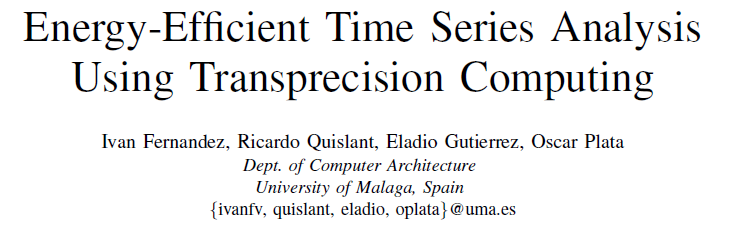 Energy-Efficient Time Series Analysis
Using Transprecision Computing
Ivan Fernandez, Ricardo Quislant, Eladio Gutierrez, Oscar Plata
Dept. of Computer Architecture
University of Malaga, Spain
{ivanfv, quislant, eladio, oplata}@uma.es